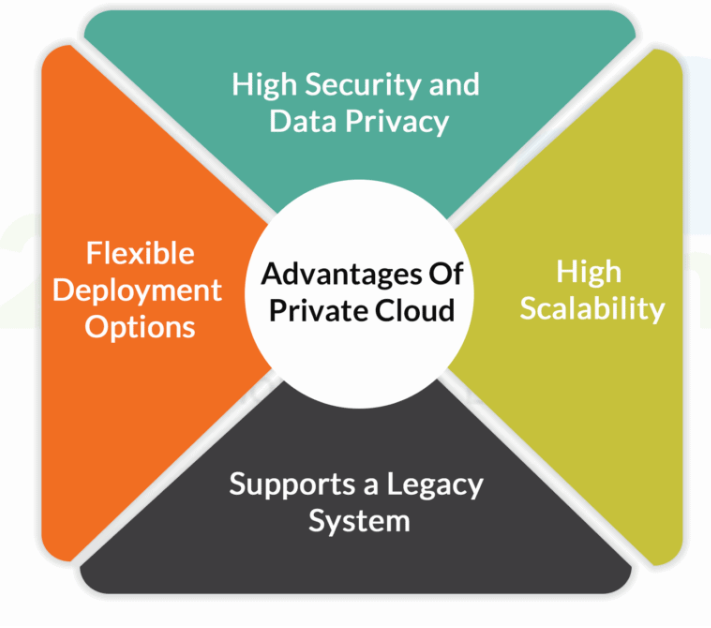 High Security and
Data Privacy
Flexible
Deployment
Options
Advantages Of
Private Cloud
High
Scalability
Supports a Legacy
System